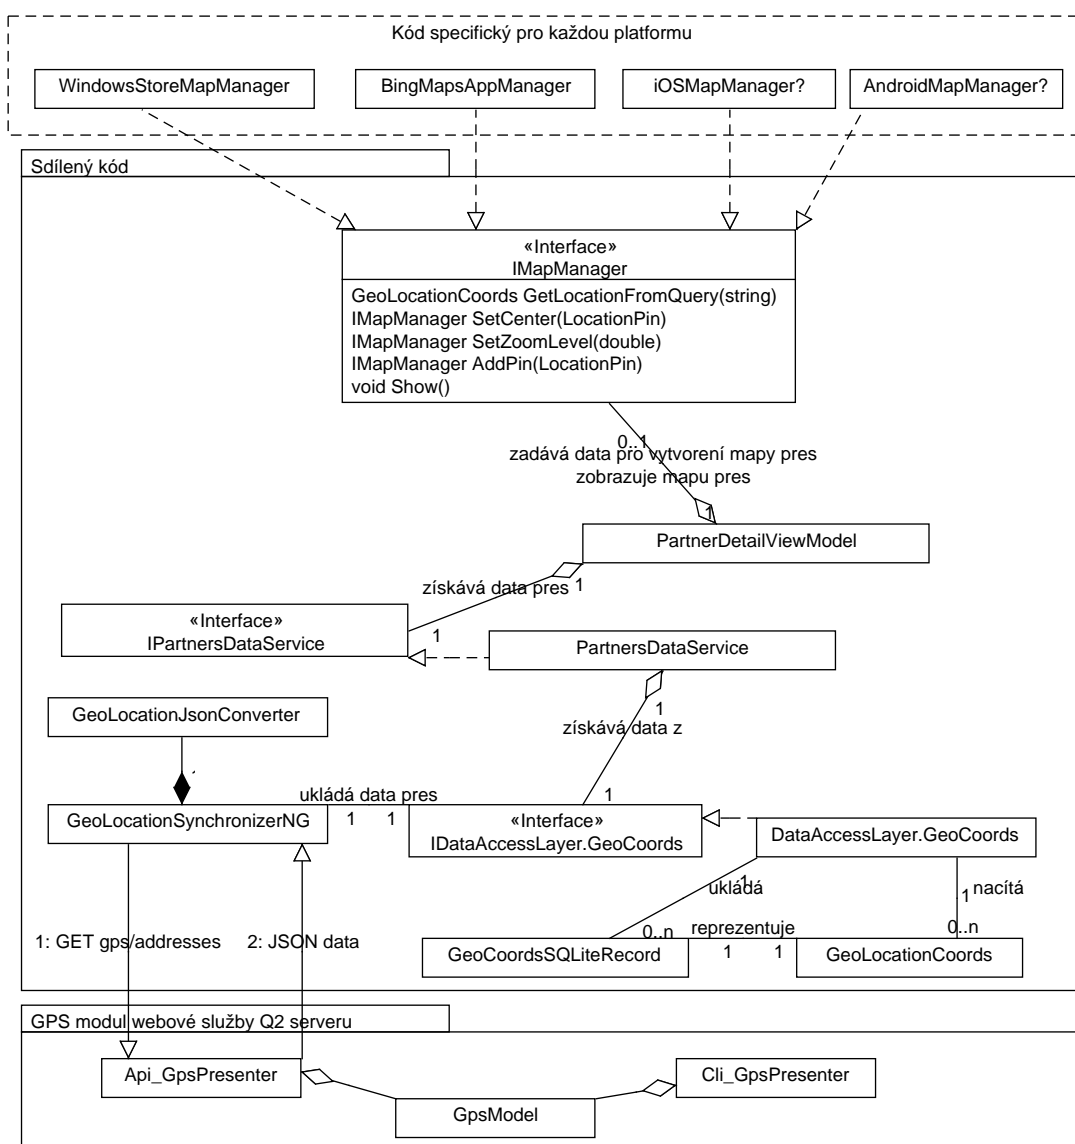 Kód specifický pro každou platformu
WindowsStoreMapManager
BingMapsAppManager
iOSMapManager?
AndroidMapManager?
Sdílený kód
«Interface»
IMapManager
GeoLocationCoords GetLocationFromQuery(string)
IMapManager SetCenter(LocationPin)
IMapManager SetZoomLevel(double)
IMapManager AddPin(LocationPin)
void Show()
0..1
zadává data pro vytvorení mapy pres
zobrazuje mapu pres
1
PartnerDetailViewModel
získává data pres
1
«Interface»
IPartnersDataService
1
PartnersDataService
1
získává data z
1
GeoLocationJsonConverter
ukládá data pres
GeoLocationSynchronizerNG
1
1
«Interface»
IDataAccessLayer.GeoCoords
DataAccessLayer.GeoCoords
1
ukládá
1
nacítá
0..n
reprezentuje
0..n
1: GET gps/addresses
2: JSON data
GeoCoordsSQLiteRecord
1
1
GeoLocationCoords
GPS modul webové služby Q2 serveru
Api_GpsPresenter
Cli_GpsPresenter
GpsModel